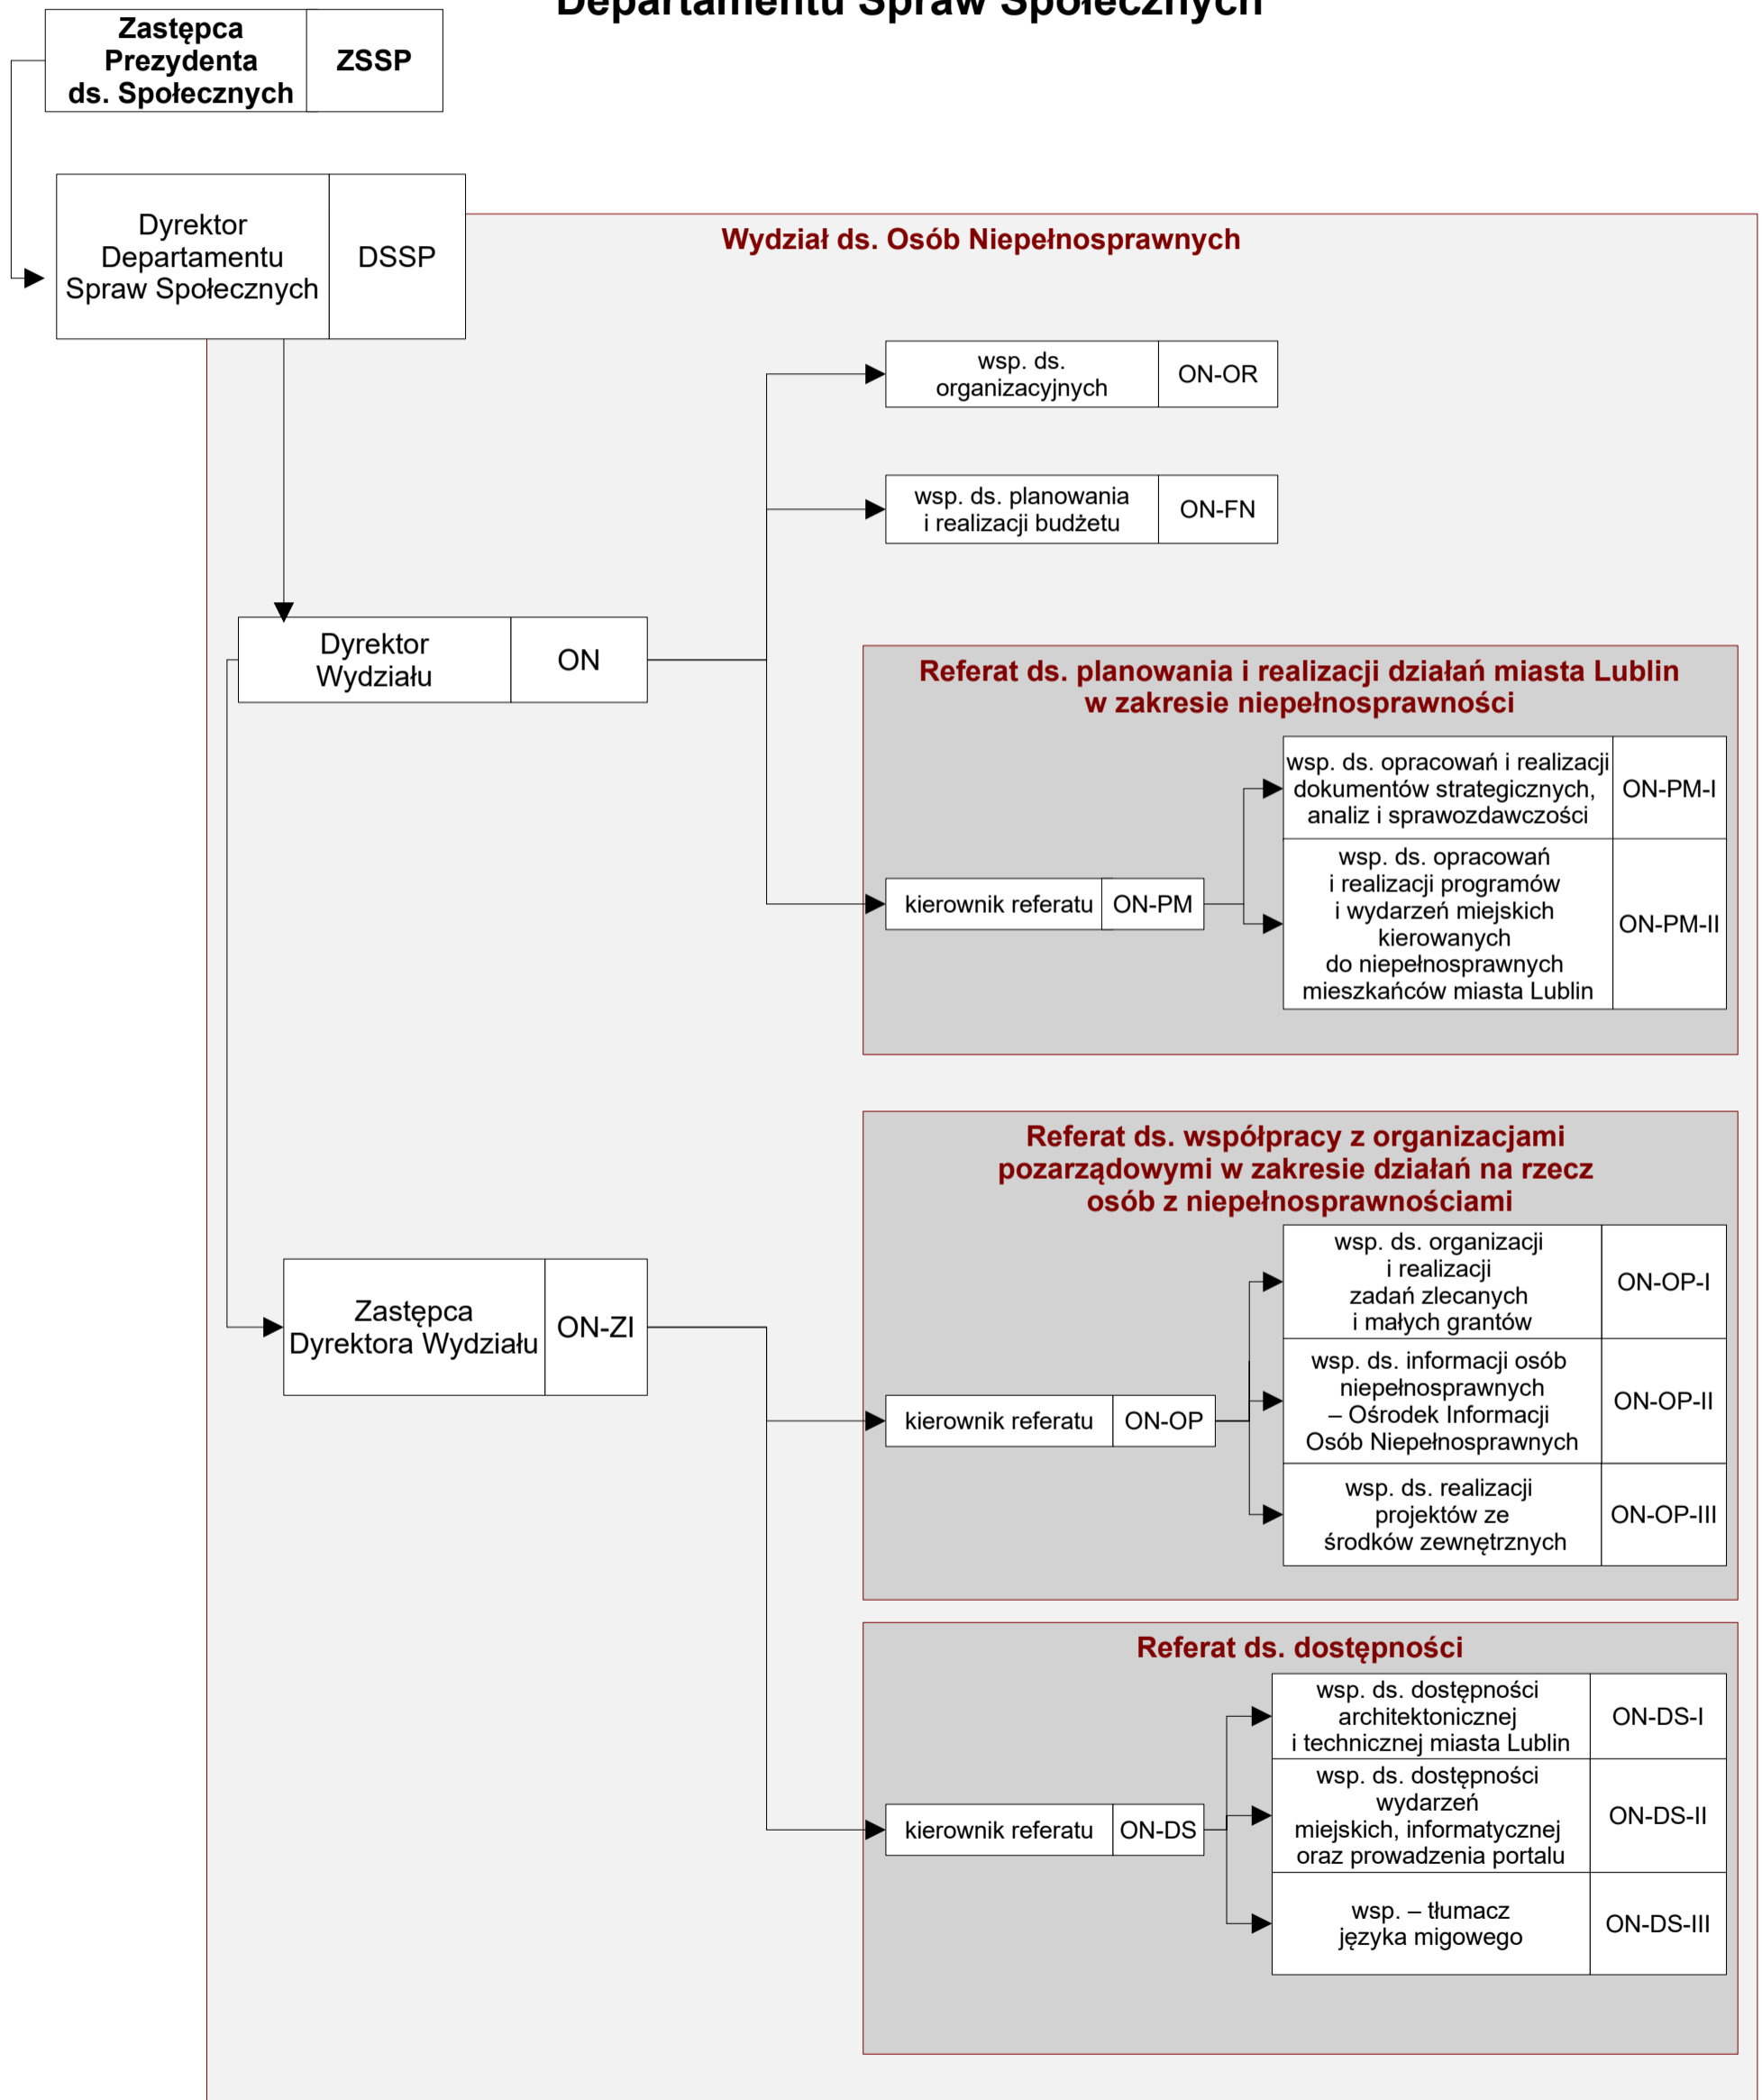 Departamentu Spraw Społecznych
Zastępca
Prezydenta
ds. Społecznych
ZSSP
Dyrektor
Departamentu
Spraw Społecznych
DSSP
Wydział ds. Osób Niepełnosprawnych
wsp. ds.
organizacyjnych
ON-OR
wsp. ds. planowania
i realizacji budżetu
ON-FN
Dyrektor
Wydziału
ON
Referat ds. planowania i realizacji działań miasta Lublin
w zakresie niepełnosprawności
wsp. ds. opracowań i realizacji
dokumentów strategicznych,
analiz i sprawozdawczości
ON-PM-I
kierownik referatu
ON-PM
wsp. ds. opracowań
i realizacji programów
i wydarzeń miejskich
kierowanych
do niepełnosprawnych
mieszkańców miasta Lublin
ON-PM-II
Referat ds. współpracy z organizacjami
pozarządowymi w zakresie działań na rzecz
osób z niepełnosprawnościami
Zastępca
Dyrektora Wydziału
ON-ZI
wsp. ds. organizacji
i realizacji
zadań zlecanych
i małych grantów
ON-OP-I
kierownik referatu
ON-OP
wsp. ds. informacji osób
niepełnosprawnych
– Ośrodek Informacji
Osób Niepełnosprawnych
ON-OP-II
wsp. ds. realizacji
projektów ze
środków zewnętrznych
ON-OP-III
Referat ds. dostępności
wsp. ds. dostępności
architektonicznej
i technicznej miasta Lublin
ON-DS-I
kierownik referatu
ON-DS
wsp. ds. dostępności
wydarzeń
miejskich, informatycznej
oraz prowadzenia portalu
ON-DS-II
wsp. – tłumacz
języka migowego
ON-DS-III